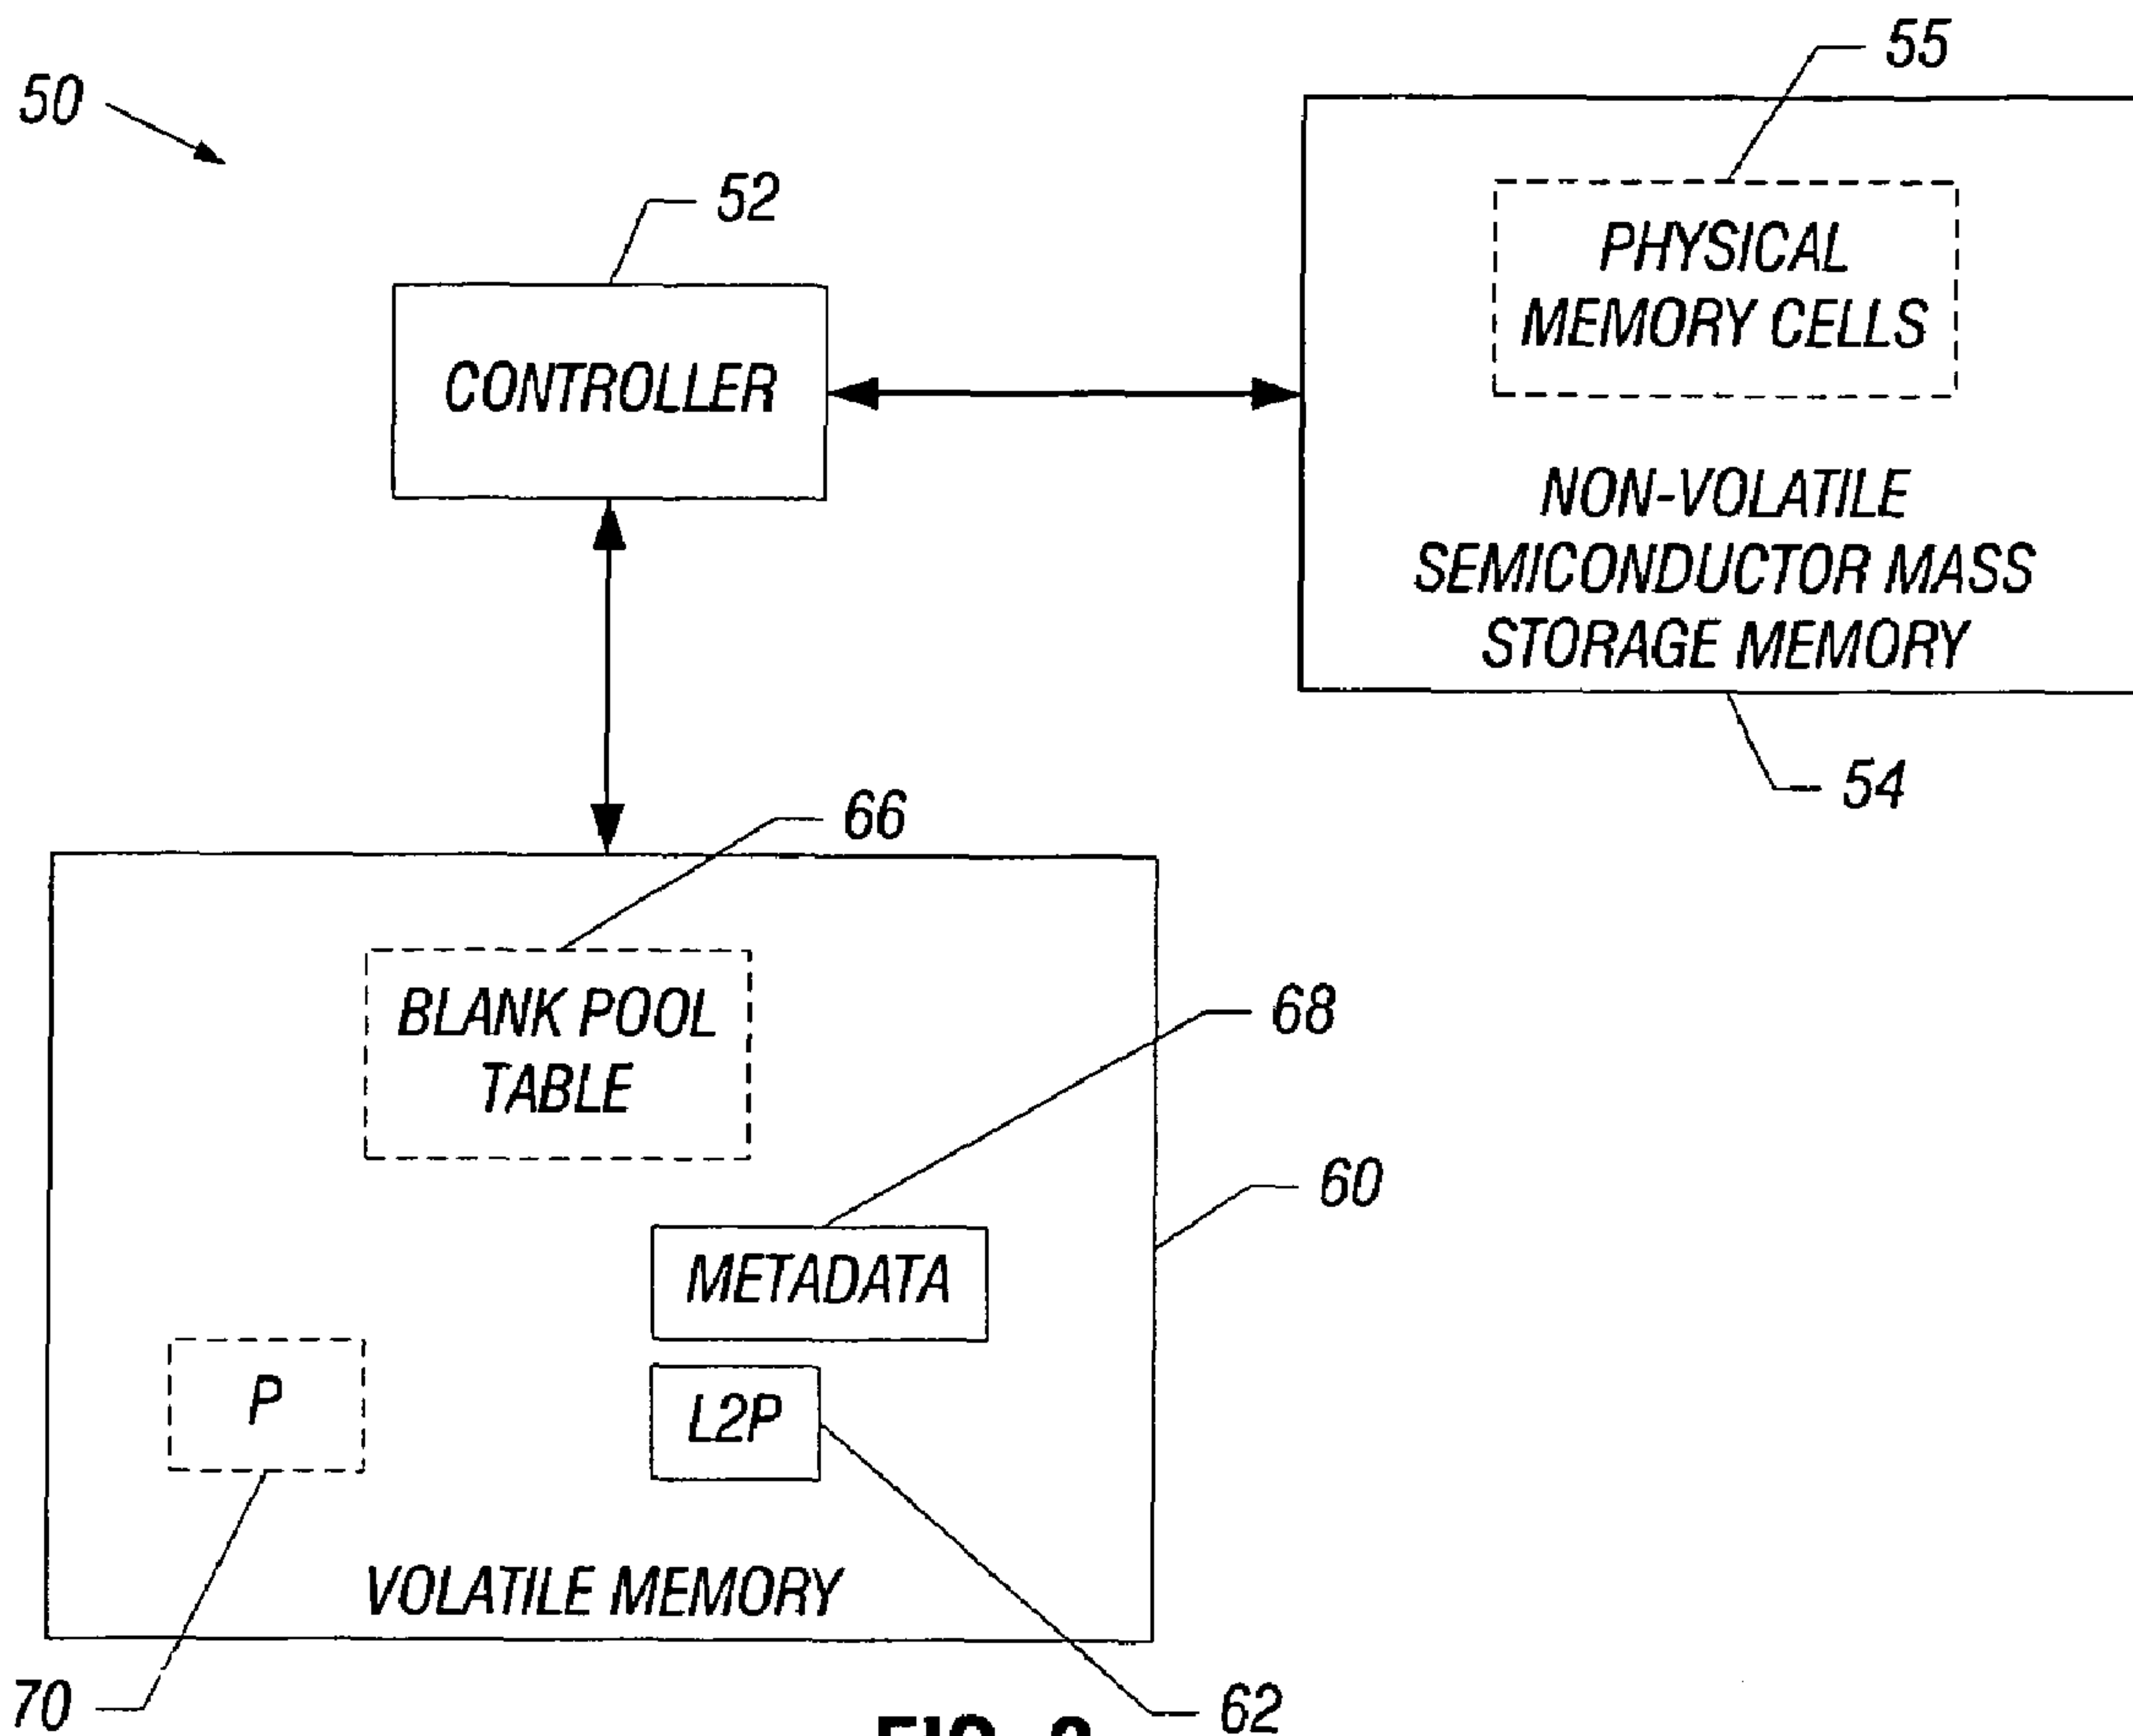 55
50
52
PHYSICAL
MEMORY CELLS
CONTROLLER
NON-VOLATILE
SEMICONDUCTOR MASS
STORAGE MEMORY
54
66
BLANK POOL
TABLE
68
60
METADATA
P
L2P
VOLATILE MEMORY
70
62